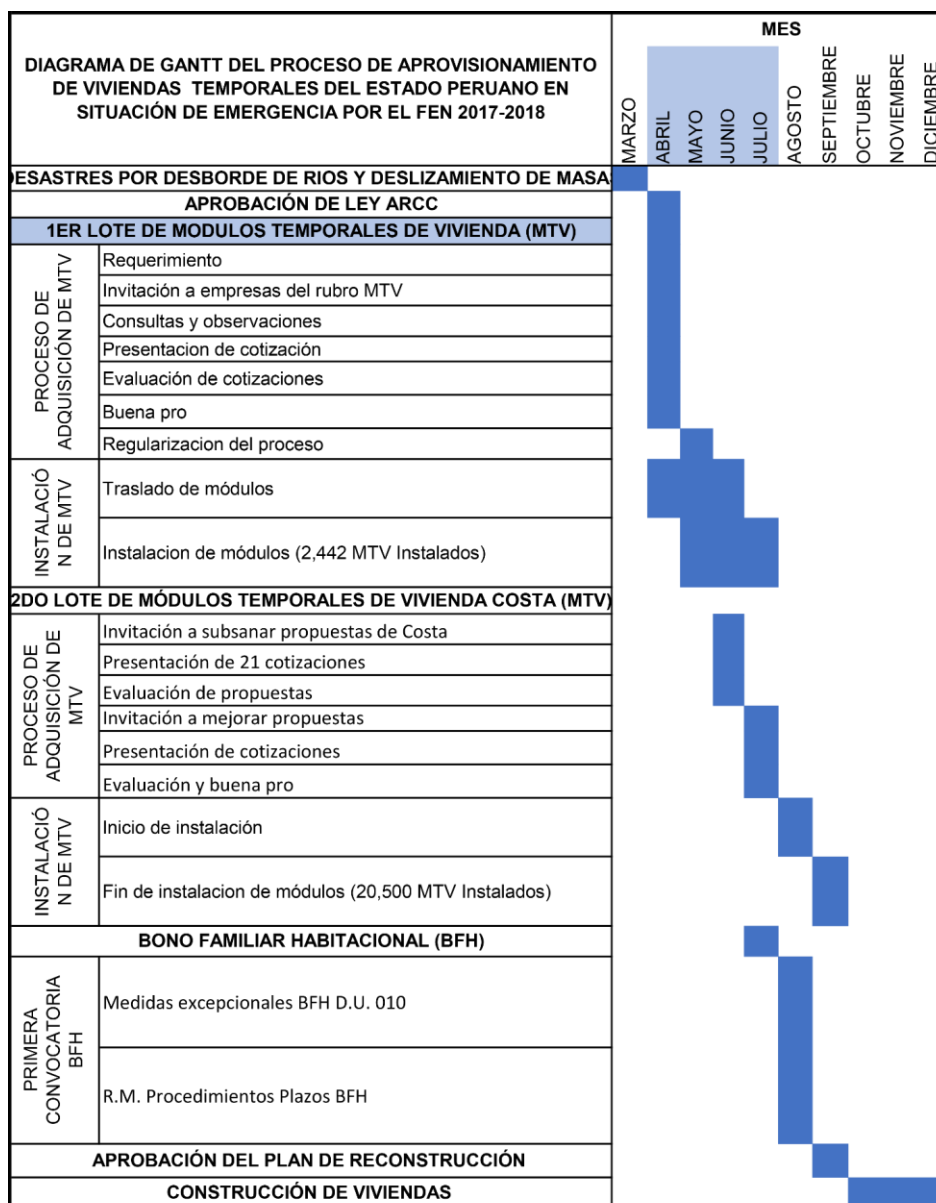 DIAGRAMA DE GANTT DEL PROCESO DE APROVISIONAMIENTO
DE VIVIENDAS TEMPORALES DEL ESTADO PERUANO EN
SITUACIÓN DE EMERGENCIA POR EL FEN 2017-2018
MES
MARZO
ABRIL
MAYO
JUNIO
JULIO
AGOSTO
SEPTIEMBRE
OCTUBRE
NOVIEMBRE
DICIEMBRE
DESASTRES POR DESBORDE DE RIOS Y DESLIZAMIENTO DE MASAS
APROBACIÓN DE LEY ARCC
1ER LOTE DE MODULOS TEMPORALES DE VIVIENDA (MTV)
PROCESO DE
ADQUISICIÓN DE MTV
Requerimiento
Invitación a empresas del rubro MTV
Consultas y observaciones
Presentacion de cotización
Evaluación de cotizaciones
Buena pro
Regularizacion del proceso
INSTALACIÓ
N DE MTV
Traslado de módulos
Instalacion de módulos (2,442 MTV Instalados)
2DO LOTE DE MÓDULOS TEMPORALES DE VIVIENDA COSTA (MTV)
PROCESO DE
ADQUISICIÓN DE
MTV
Invitación a subsanar propuestas de Costa
Presentación de 21 cotizaciones
Evaluación de propuestas
Invitación a mejorar propuestas
Presentación de cotizaciones
Evaluación y buena pro
INSTALACIÓ
N DE MTV
Inicio de instalación
Fin de instalacion de módulos (20,500 MTV Instalados)
BONO FAMILIAR HABITACIONAL (BFH)
PRIMERA
CONVOCATORIA
BFH
Medidas excepcionales BFH D.U. 010
R.M. Procedimientos Plazos BFH
APROBACIÓN DEL PLAN DE RECONSTRUCCIÓN
CONSTRUCCIÓN DE VIVIENDAS